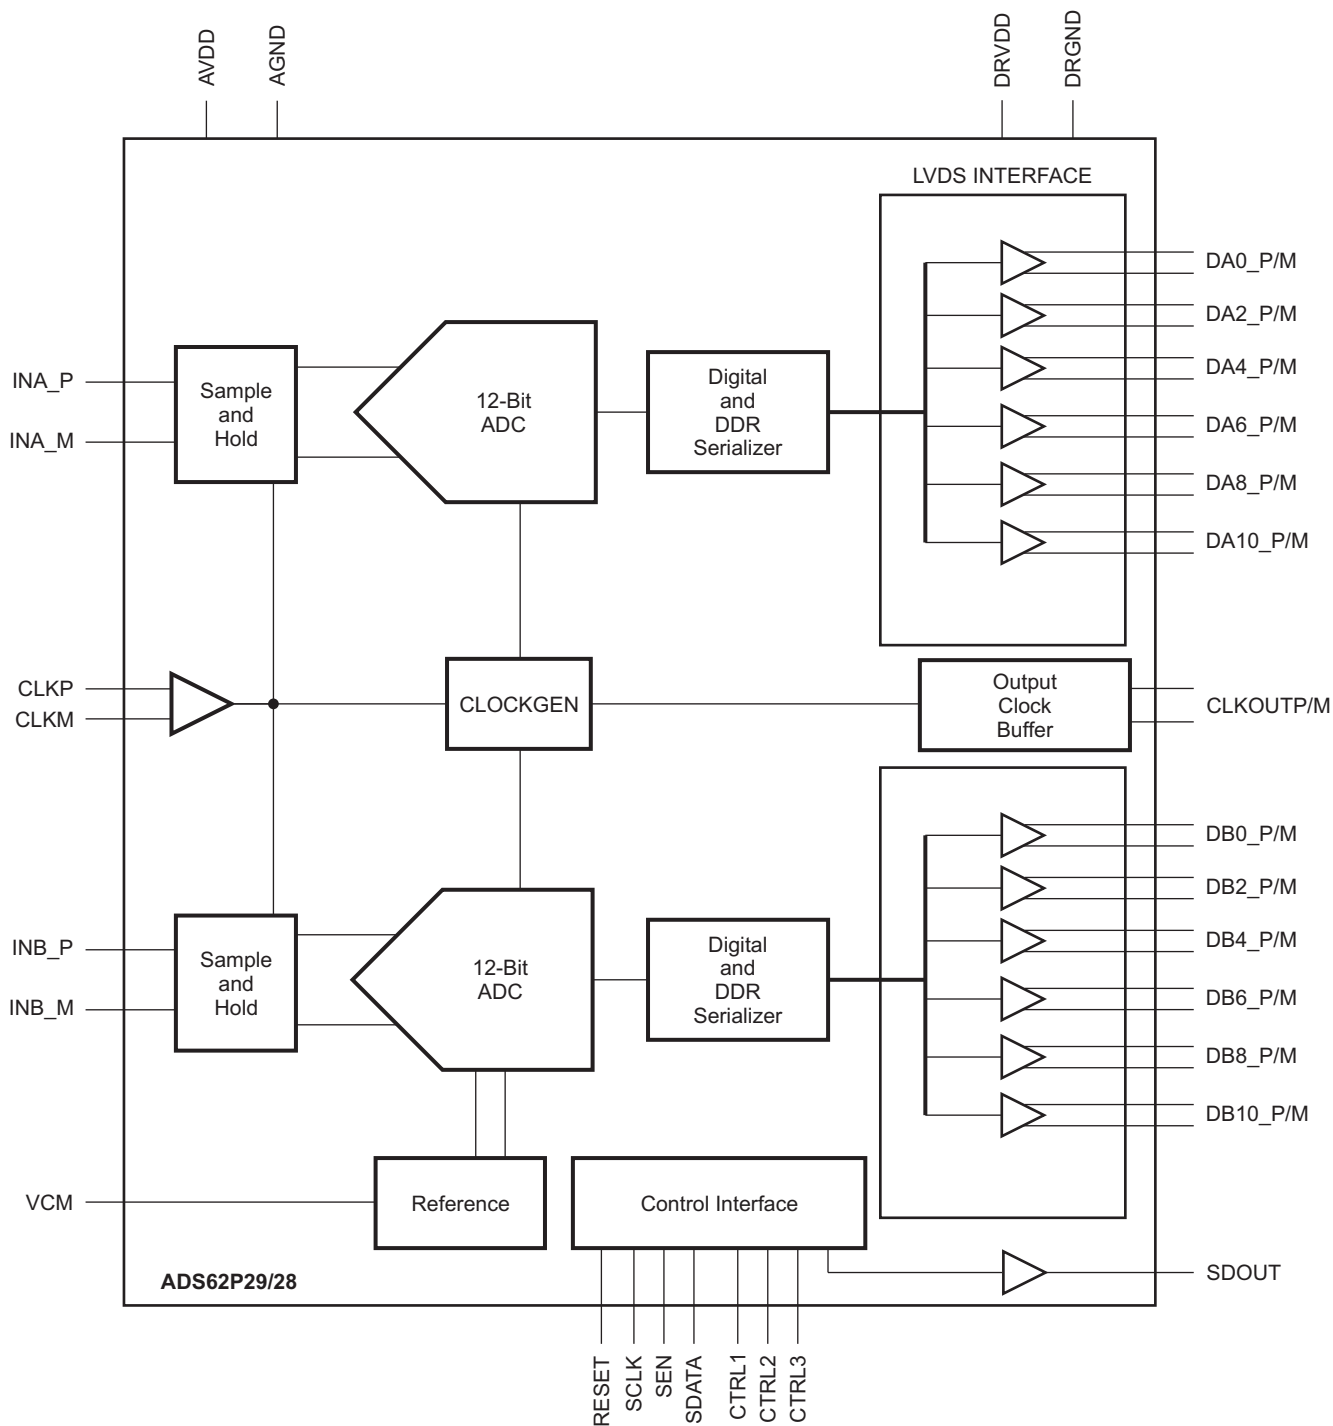 AVDD
AGND
DRVDD
DRGND
LVDS INTERFACE
DA0_P/M
DA2_P/M
DA4_P/M
DA6_P/M
DA8_P/M
DA10_P/M
INA_P
INA_M
Sample
and
Hold
12-Bit
ADC
Digital
and
DDR
Serializer
CLKP
CLKM
CLOCKGEN
Output
Clock
Buffer
CLKOUTP/M
DB0_P/M
DB2_P/M
DB4_P/M
DB6_P/M
DB8_P/M
DB10_P/M
INB_P
INB_M
Sample
and
Hold
12-Bit
ADC
Digital
and
DDR
Serializer
VCM
Reference
Control Interface
ADS62P29/28
SDOUT
RESET
SCLK
SEN
SDATA
CTRL1
CTRL2
CTRL3